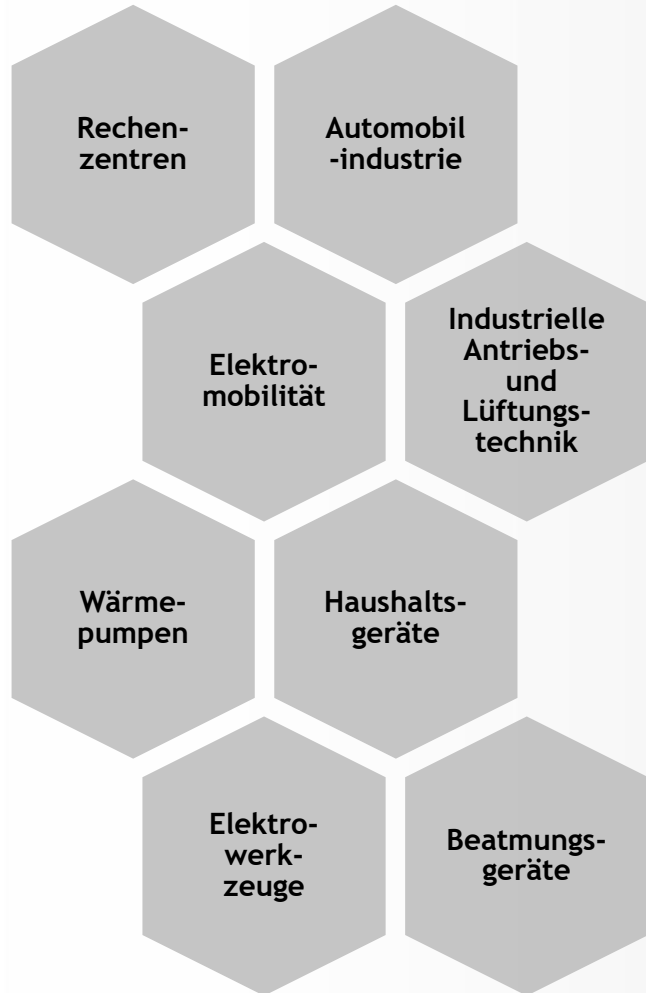 Rechen-
zentren
Automobil
-industrie
Elektro-
mobilität
Industrielle
Antriebs-
und
Lüftungs-
technik
Wärme-
pumpen
Haushalts-
geräte
Elektro-
werk-
zeuge
Beatmungs-
geräte